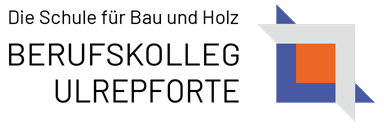 Die Schule für Bau und Holz
BERUFSKOLLEG
ULREPFORTE